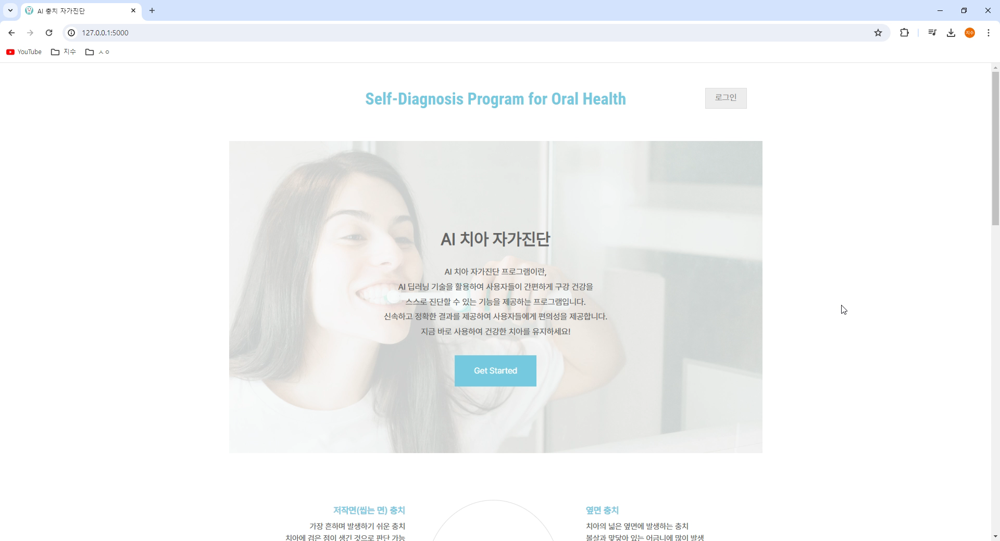 AI 충치 자가진단
127.0.0.1:5000
지수
YouTube
지수
ㅅㅇ
Self-Diagnosis Program for Oral Health
로그인
AI 치아 자가진단
AI 치아 자가진단 프로그램이란,
AI 딥러닝 기술을 활용하여 사용자들이 간편하게 구강 건강을
스스로 진단할 수 있는 기능을 제공하는 프로그램입니다.
신속하고 정확한 결과를 제공하여 사용자들에게 편의성을 제공합니다.
지금 바로 사용하여 건강한 치아를 유지하세요!
Get Started
저작면(씹는 면) 충치
가장 흔하며 발생하기 쉬운 충치
치아에 검은 점이 생긴 것으로 판단 가능
옆면 충치
치아의 넓은 옆면에 발생하는 충치
볼살과 맞닿아 있는 어금니에 많이 발생